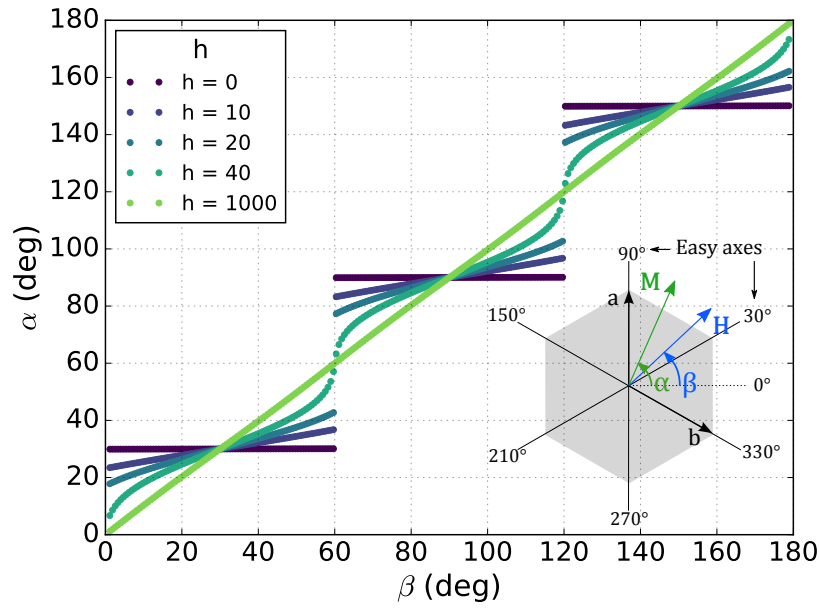 180
160
140
120
100
80
60
40
20
0
α (deg)
h
h = 0
h = 10
h = 20
h = 40
h = 1000
90° Easy axes
M
a
150°
30°
H
α
β
0°
b
210°
330°
270°
0 20 40 60 80 100 120 140 160 180
β (deg)